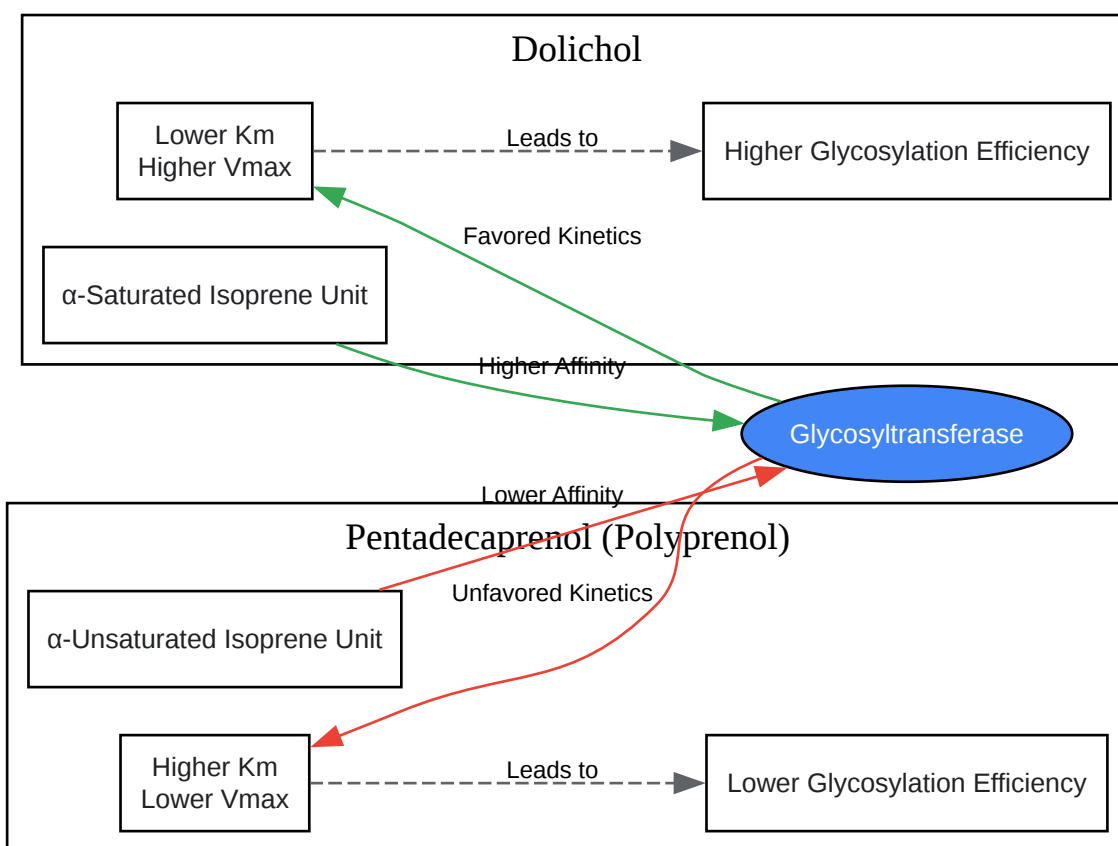 Dolichol
Lower Km
Higher Vmax
Leads to
Higher Glycosylation Efficiency
Favored Kinetics
α-Saturated Isoprene Unit
Higher Affinity
Glycosyltransferase
Lower Affinity
Pentadecaprenol (Polyprenol)
Unfavored Kinetics
α-Unsaturated Isoprene Unit
Higher Km
Lower Vmax
Leads to
Lower Glycosylation Efficiency